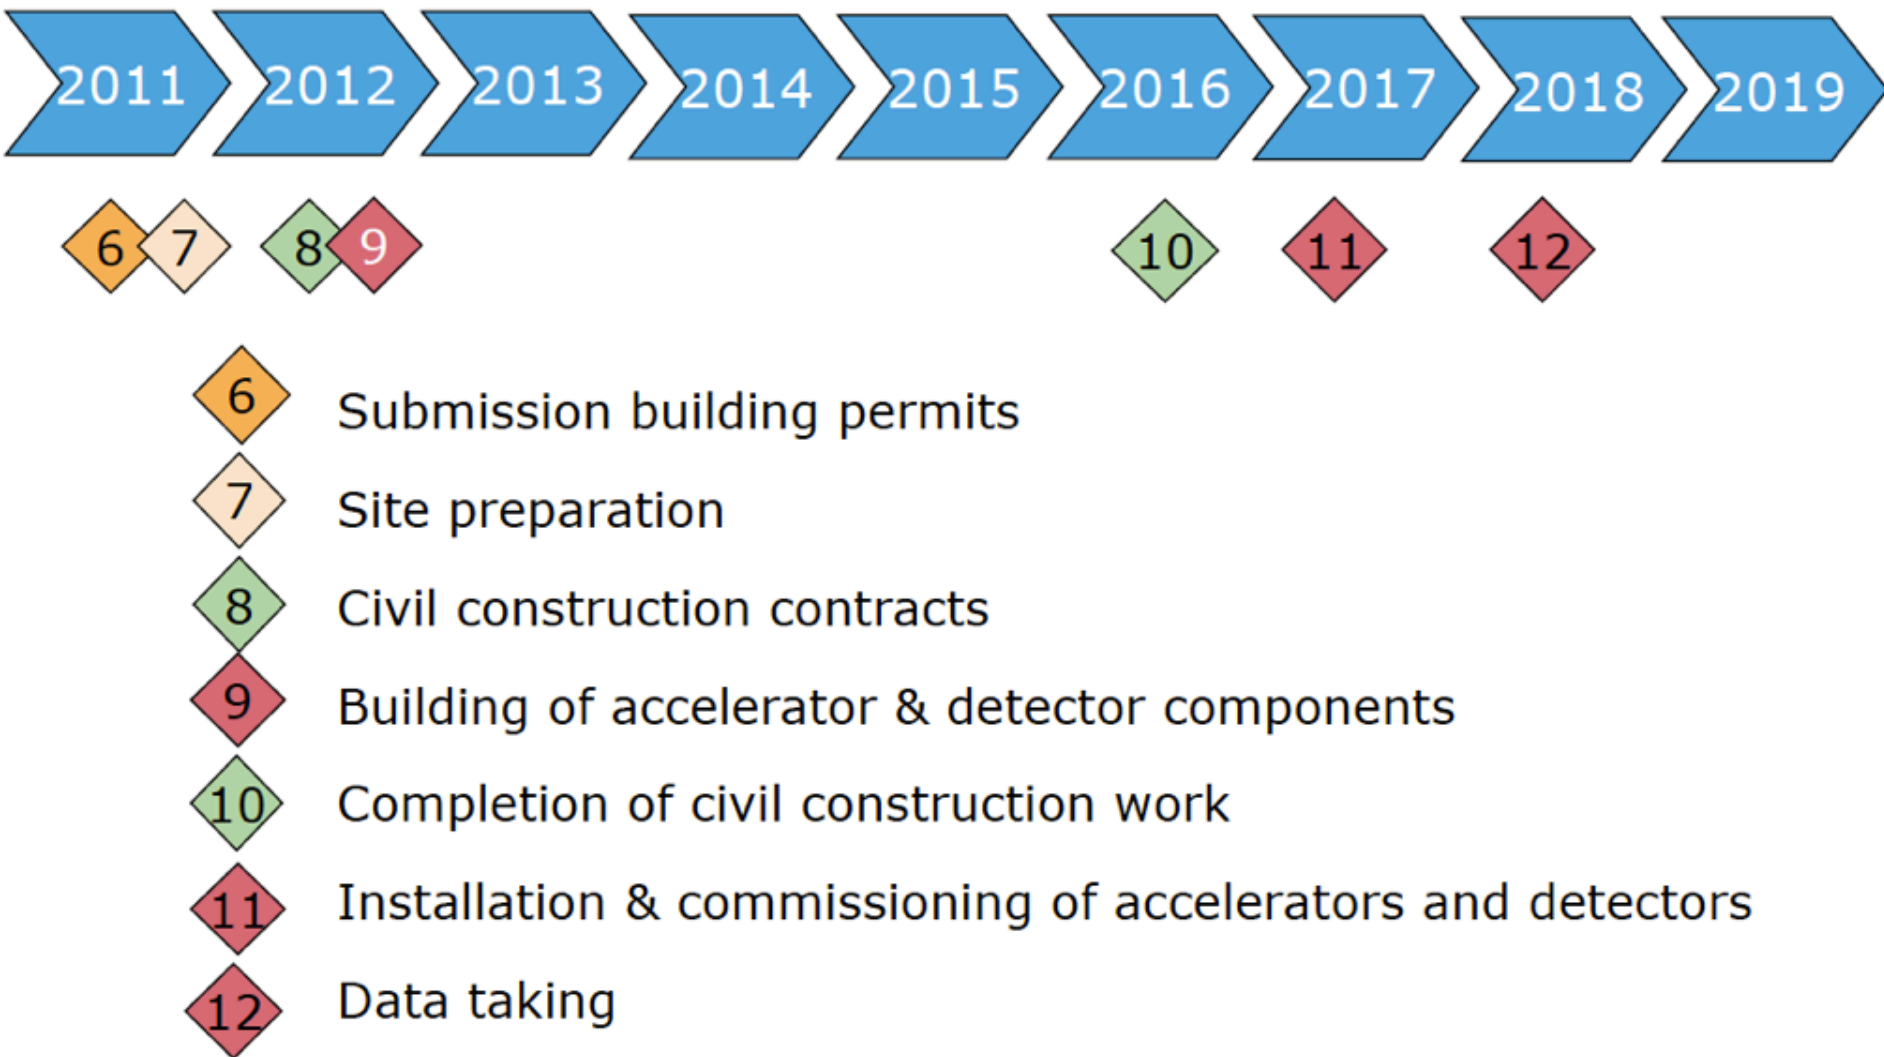 2011 2012 2013 2014 2015 2016 2017 2018 2019
6 7 8 9 10 11 12
6 Submission building permits
7 Site preparation
8 Civil construction contracts
9 Building of accelerator & detector components
10 Completion of civil construction work
11 Installation & commissioning of accelerators and detectors
12 Data taking